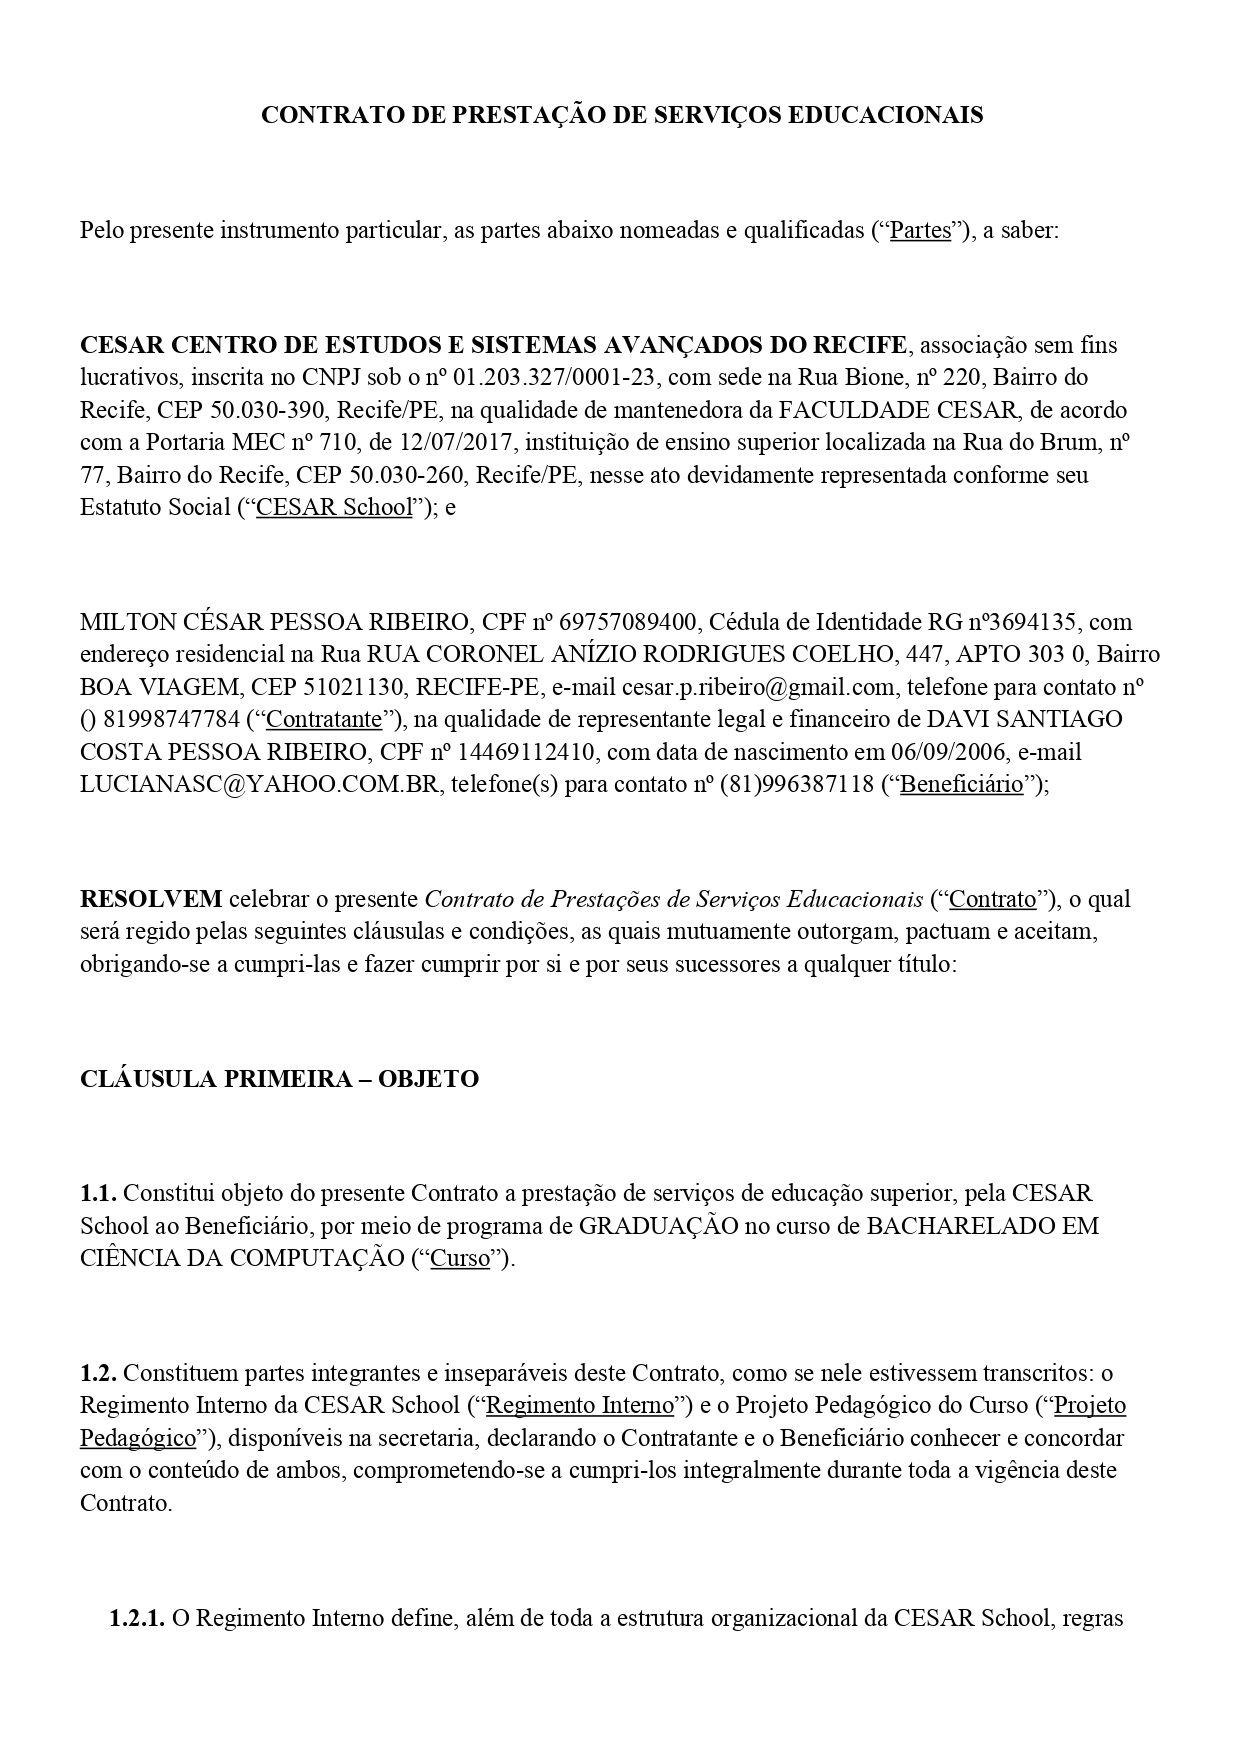 CONTRATO DE PRESTAÇÃO DE SERVIÇOS EDUCACIONAIS
Pelo presente instrumento particular, as partes abaixo nomeadas e qualificadas (“Partes”), a saber:
CESAR CENTRO DE ESTUDOS E SISTEMAS AVANÇADOS DO RECIFE, associação sem fins
lucrativos, inscrita no CNPJ sob o nº 01.203.327/0001-23, com sede na Rua Bione, nº 220, Bairro do
Recife, CEP 50.030-390, Recife/PE, na qualidade de mantenedora da FACULDADE CESAR, de acordo
com a Portaria MEC nº 710, de 12/07/2017, instituição de ensino superior localizada na Rua do Brum, nº
77, Bairro do Recife, CEP 50.030-260, Recife/PE, nesse ato devidamente representada conforme seu
Estatuto Social (“CESAR School”); e
MILTON CÉSAR PESSOA RIBEIRO, CPF nº 69757089400, Cédula de Identidade RG nº3694135, com
endereço residencial na Rua RUA CORONEL ANÍZIO RODRIGUES COELHO, 447, APTO 303 0, Bairro
BOA VIAGEM, CEP 51021130, RECIFE-PE, e-mail cesar.p.ribeiro@gmail.com, telefone para contato nº
() 81998747784 (“Contratante”), na qualidade de representante legal e financeiro de DAVI SANTIAGO
COSTA PESSOA RIBEIRO, CPF nº 14469112410, com data de nascimento em 06/09/2006, e-mail
LUCIANASC@YAHOO.COM.BR, telefone(s) para contato nº (81)996387118 (“Beneficiário”);
RESOLVEM celebrar o presente Contrato de Prestações de Serviços Educacionais (“Contrato”), o qual
será regido pelas seguintes cláusulas e condições, as quais mutuamente outorgam, pactuam e aceitam,
obrigando-se a cumpri-las e fazer cumprir por si e por seus sucessores a qualquer título:
CLÁUSULA PRIMEIRA – OBJETO
1.1. Constitui objeto do presente Contrato a prestação de serviços de educação superior, pela CESAR
School ao Beneficiário, por meio de programa de GRADUAÇÃO no curso de BACHARELADO EM
CIÊNCIA DA COMPUTAÇÃO (“Curso”).
1.2. Constituem partes integrantes e inseparáveis deste Contrato, como se nele estivessem transcritos: o
Regimento Interno da CESAR School (“Regimento Interno”) e o Projeto Pedagógico do Curso (“Projeto
Pedagógico”), disponíveis na secretaria, declarando o Contratante e o Beneficiário conhecer e concordar
com o conteúdo de ambos, comprometendo-se a cumpri-los integralmente durante toda a vigência deste
Contrato.
1.2.1. O Regimento Interno define, além de toda a estrutura organizacional da CESAR School, regras